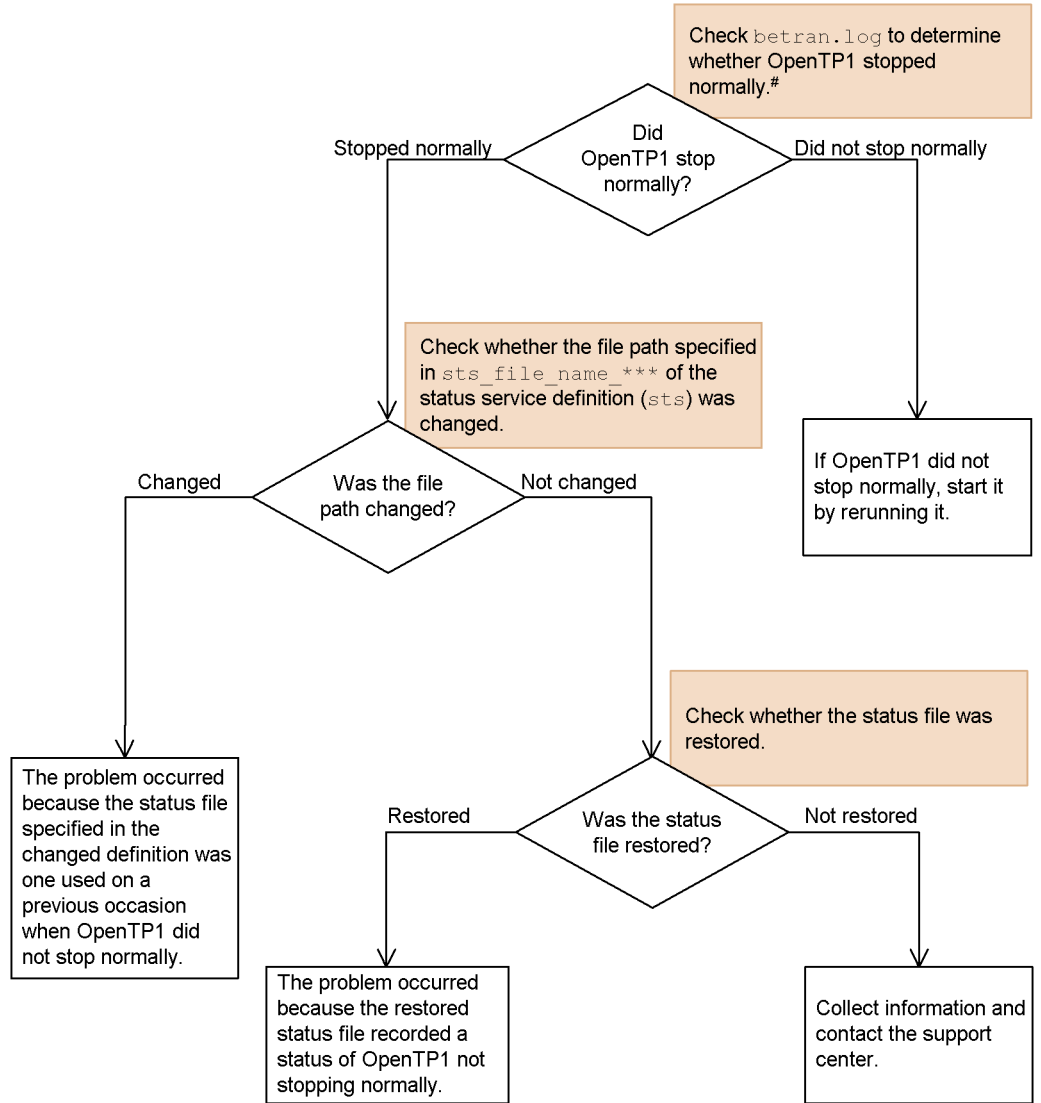 Check betran.log to determine
whether OpenTP1 stopped
normally.#
Did
OpenTP1 stop
normally?
Stopped normally
Did not stop normally
Check whether the file path specified
in sts_file_name_*** of the
status service definition (sts) was
changed.
If OpenTP1 did not
stop normally, start it
by rerunning it.
Was the file
path changed?
Changed
Not changed
Check whether the status file was
restored.
The problem occurred
because the status file
specified in the
changed definition was
one used on a
previous occasion
when OpenTP1 did
not stop normally.
Was the status
file restored?
Restored
Not restored
The problem occurred
because the restored
status file recorded a
status of OpenTP1 not
stopping normally.
Collect information and
contact the support
center.